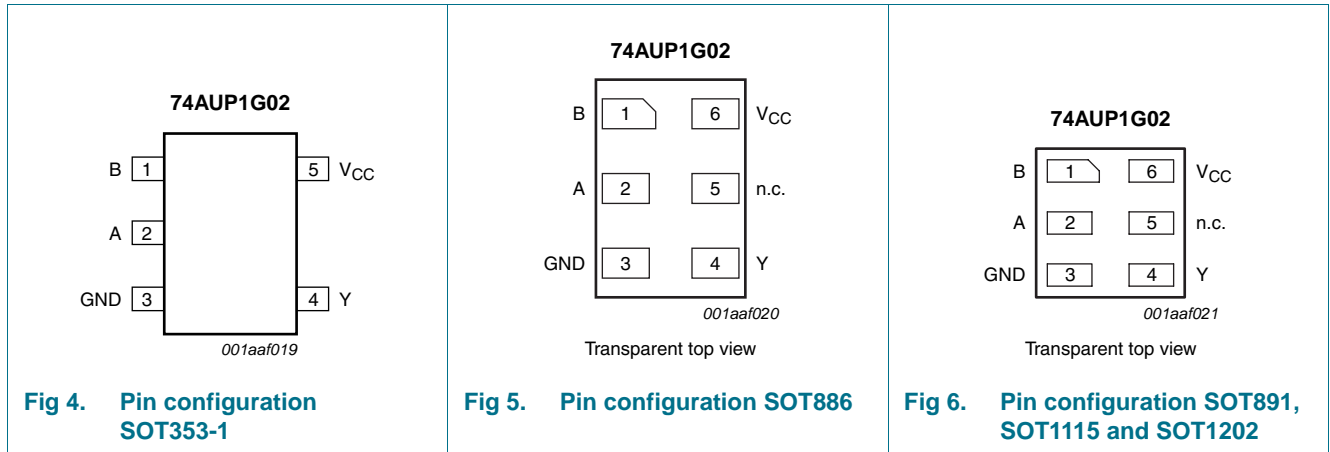 74AUP1G02
B 1 5 VCC
A 2
GND 3 4 Y
001aaf019
Fig 4. Pin configuration
SOT353-1
74AUP1G02
B 1 6 VCC
A 2 5 n.c.
GND 3 4 Y
001aaf020
Transparent top view
Fig 5. Pin configuration SOT886
74AUP1G02
B 1 6 VCC
A 2 5 n.c.
GND 3 4 Y
001aaf021
Transparent top view
Fig 6. Pin configuration SOT891,
SOT1115 and SOT1202